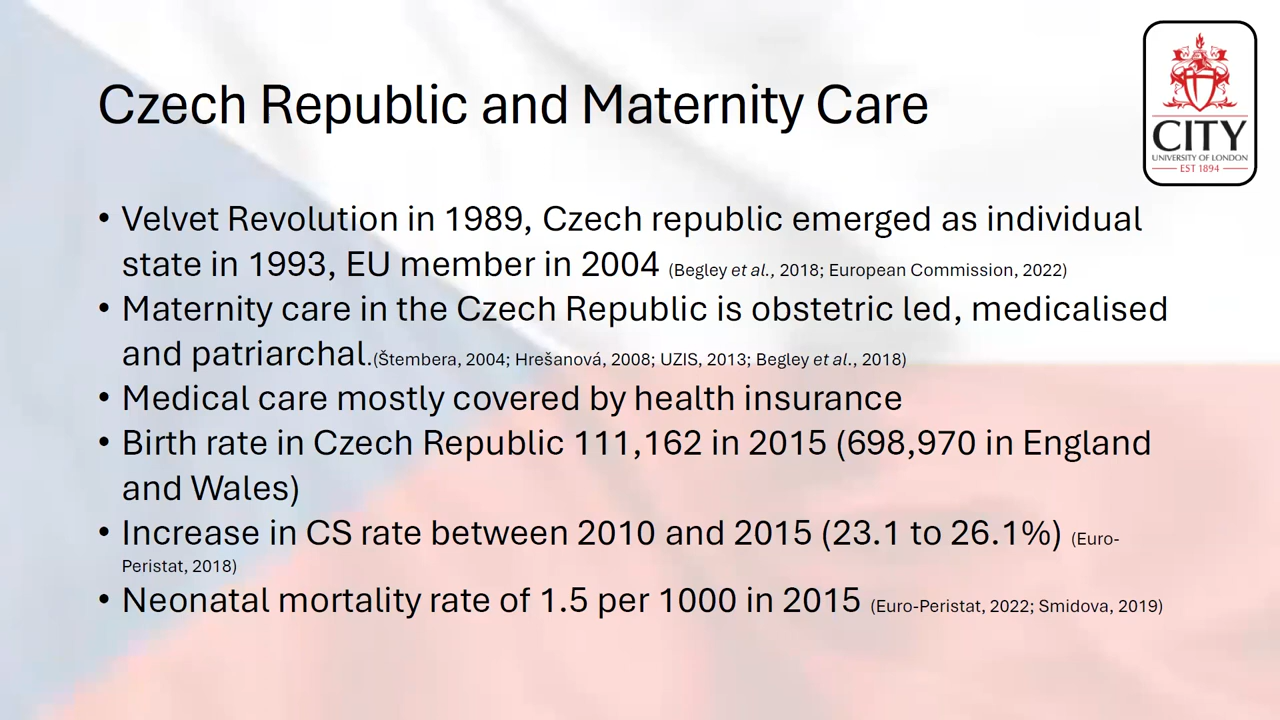 Czech Republic and Maternity Care
CITY
UNIVERSITY OF LONDON
EST 1894
• Velvet Revolution in 1989, Czech republic emerged as individual
state in 1993, EU member in 2004 (Begley et al., 2018; European Commission, 2022)
• Maternity care in the Czech Republic is obstetric led, medicalised
and patriarchal.(Štembera, 2004; Hrešanová, 2008; UZIS, 2013; Begley et al., 2018)
• Medical care mostly covered by health insurance
• Birth rate in Czech Republic 111,162 in 2015 (698,970 in England
and Wales)
• Increase in CS rate between 2010 and 2015 (23.1 to 26.1%) (Euro-
Peristat, 2018)
• Neonatal mortality rate of 1.5 per 1000 in 2015 (Euro-Peristat, 2022; Smidova, 2019)